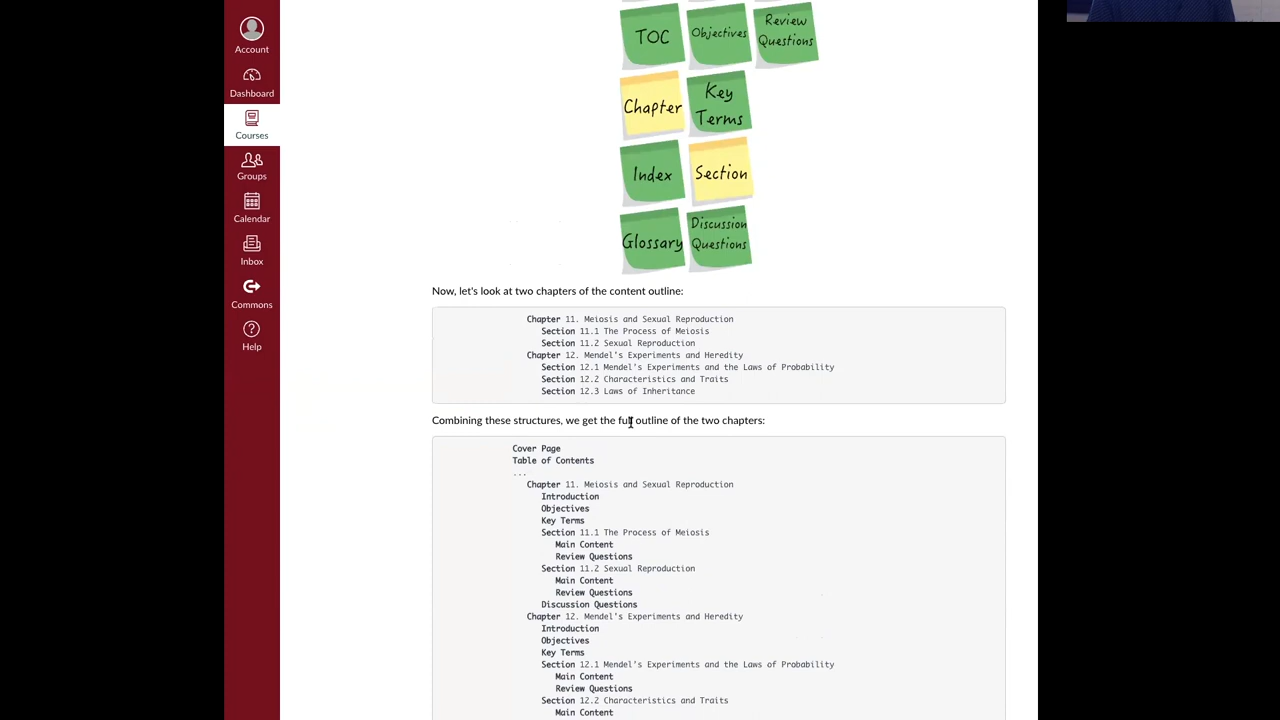 Account
Dashboard
Courses
Groups
Calendar
Inbox
Commons
Help
TOC
Objectives
Review
Questions
Chapter
Key
Terms
Index
Section
Glossary
Discussion
Questions
Now, let's look at two chapters of the content outline:
Chapter 11. Meiosis and Sexual Reproduction
Section 11.1 The Process of Meiosis
Section 11.2 Sexual Reproduction
Chapter 12. Mendel's Experiments and Heredity
Section 12.1 Mendel's Experiments and the Laws of Probability
Section 12.2 Characteristics and Traits
Section 12.3 Laws of Inheritance
Combining these structures, we get the full outline of the two chapters:
Cover Page
Table of Contents
...
Chapter 11. Meiosis and Sexual Reproduction
Introduction
Objectives
Key Terms
Section 11.1 The Process of Meiosis
Main Content
Review Questions
Section 11.2 Sexual Reproduction
Main Content
Review Questions
Discussion Questions
Chapter 12. Mendel's Experiments and Heredity
Introduction
Objectives
Key Terms
Section 12.1 Mendel's Experiments and the Laws of Probability
Main Content
Review Questions
Section 12.2 Characteristics and Traits
Main Content